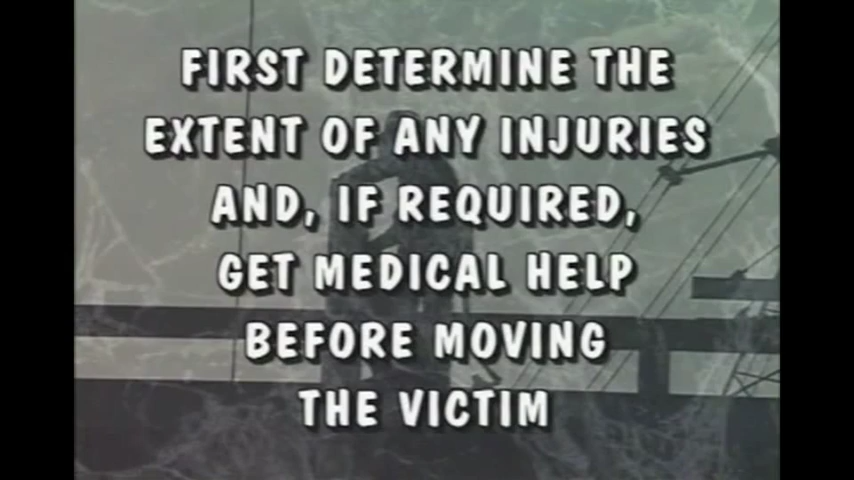 FIRST DETERMINE THE
EXTENT OF ANY INJURIES
AND, IF REQUIRED,
GET MEDICAL HELP
BEFORE MOVING
THE VICTIM